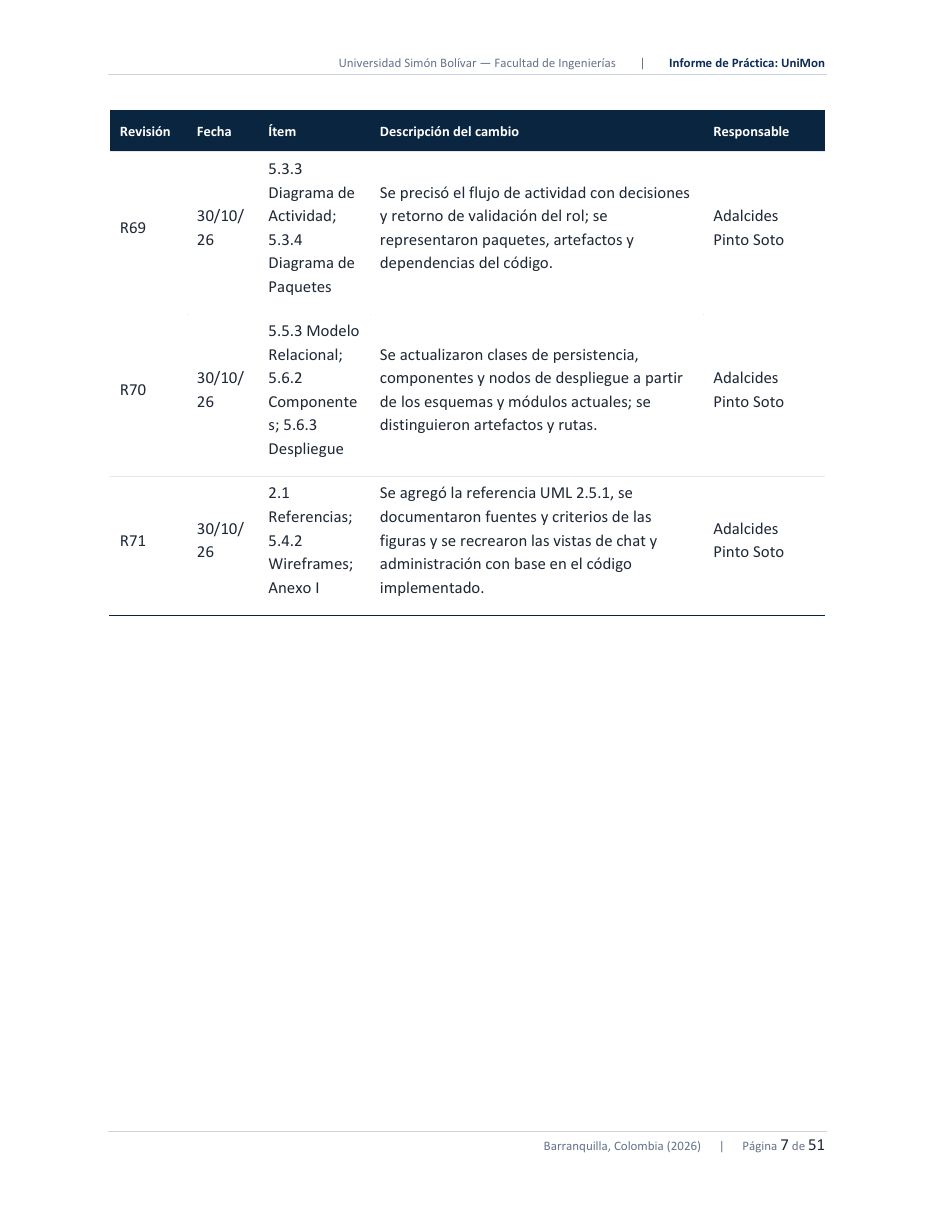 Universidad Simón Bolívar — Facultad de Ingenierías | Informe de Práctica: UniMon
Revisión Fecha Ítem Descripción del cambio Responsable
R69
30/10/
26
5.3.3
Diagrama de
Actividad;
5.3.4
Diagrama de
Paquetes
Se precisó el flujo de actividad con decisiones
y retorno de validación del rol; se
representaron paquetes, artefactos y
dependencias del código.
Adalcides
Pinto Soto
R70
30/10/
26
5.5.3 Modelo
Relacional;
5.6.2
Componente
s; 5.6.3
Despliegue
Se actualizaron clases de persistencia,
componentes y nodos de despliegue a partir
de los esquemas y módulos actuales; se
distinguieron artefactos y rutas.
Adalcides
Pinto Soto
R71
30/10/
26
2.1
Referencias;
5.4.2
Wireframes;
Anexo I
Se agregó la referencia UML 2.5.1, se
documentaron fuentes y criterios de las
figuras y se recrearon las vistas de chat y
administración con base en el código
implementado.
Adalcides
Pinto Soto
Barranquilla, Colombia (2026) | Página 7 de 51